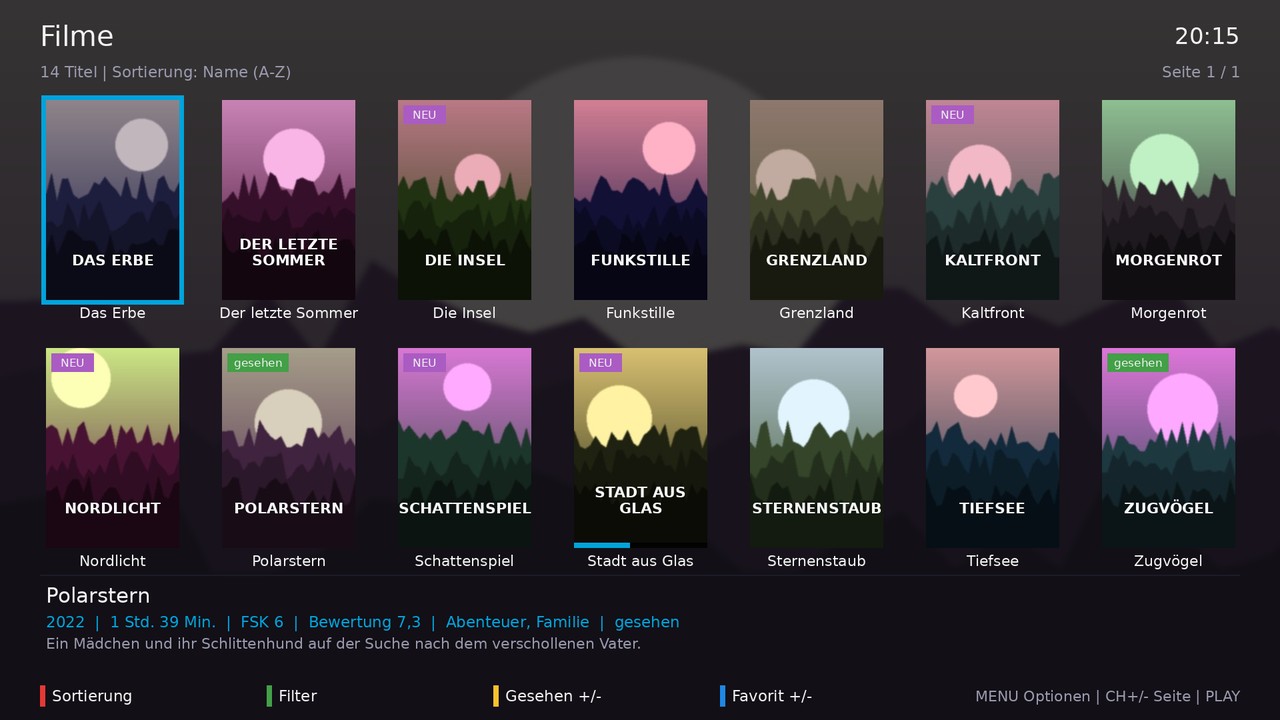 Filme
20:15
14 Titel | Sortierung: Name (A-Z)
Seite 1 / 1
DAS ERBE
DER LETZTE
SOMMER
NEU
DIE INSEL
FUNKSTILLE
GRENZLAND
NEU
KALTFRONT
MORGENROT
Das Erbe
Der letzte Sommer
Die Insel
Funkstille
Grenzland
Kaltfront
Morgenrot
NEU
NORDLICHT
gesehen
POLARSTERN
NEU
SCHATTENSPIEL
NEU
STADT AUS
GLAS
STERNENSTAUB
TIEFSEE
gesehen
ZUGVÖGEL
Nordlicht
Polarstern
Schattenspiel
Stadt aus Glas
Sternenstaub
Tiefsee
Zugvögel
Polarstern
2022 | 1 Std. 39 Min. | FSK 6 | Bewertung 7,3 | Abenteuer, Familie | gesehen
Ein Mädchen und ihr Schlittenhund auf der Suche nach dem verschollenen Vater.
Sortierung
Filter
Gesehen +/-
Favorit +/-
MENU Optionen | CH+/- Seite | PLAY